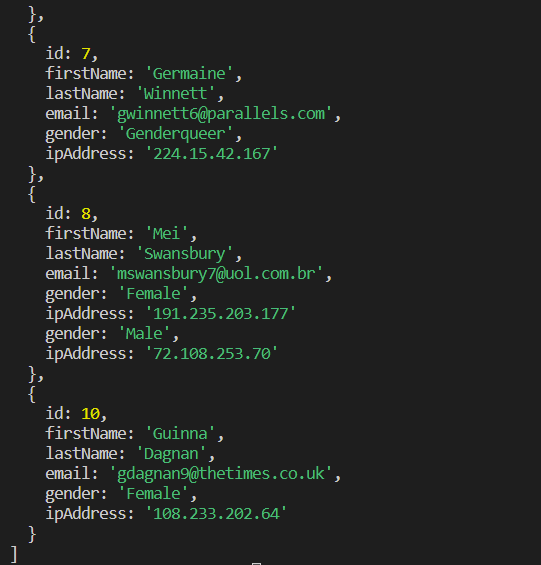 },
{
id: 7,
firstName: 'Germaine',
lastName: 'Winnett',
email: 'gwinnett6@parallels.com',
gender: 'Genderqueer',
ipAddress: '224.15.42.167'
},
{
id: 8,
firstName: 'Mei',
lastName: 'Swansbury',
email: 'mswansbury7@uol.com.br',
gender: 'Female',
ipAddress: '191.235.203.177'
gender: 'Male',
ipAddress: '72.108.253.70'
},
{
id: 10,
firstName: 'Guinna',
lastName: 'Dagnan',
email: 'gdagnan9@thetimes.co.uk',
gender: 'Female',
ipAddress: '108.233.202.64'
}
]